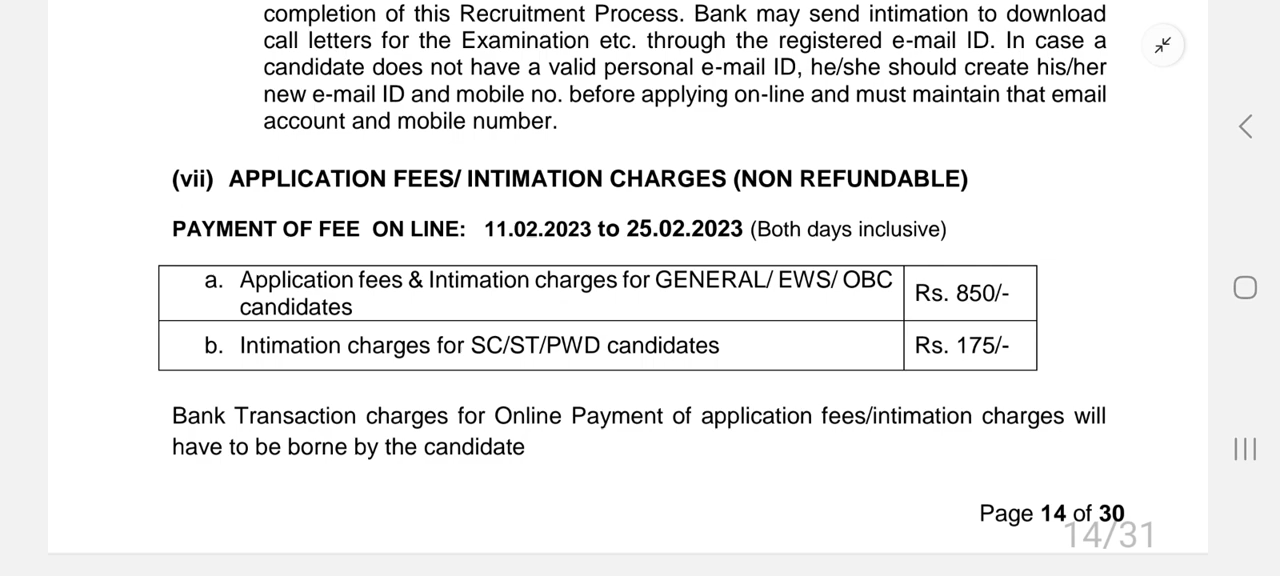 completion of this Recruitment Process. Bank may send intimation to download
call letters for the Examination etc. through the registered e-mail ID. In case a
candidate does not have a valid personal e-mail ID, he/she should create his/her
new e-mail ID and mobile no. before applying on-line and must maintain that email
account and mobile number.
(vii) APPLICATION FEES/ INTIMATION CHARGES (NON REFUNDABLE)
PAYMENT OF FEE ON LINE: 11.02.2023 to 25.02.2023 (Both days inclusive)
a. Application fees & Intimation charges for GENERAL/ EWS/ OBC
candidates
Rs. 850/-
b. Intimation charges for SC/ST/PWD candidates
Rs. 175/-
Bank Transaction charges for Online Payment of application fees/intimation charges will
have to be borne by the candidate
Page 14 of 30
14/31